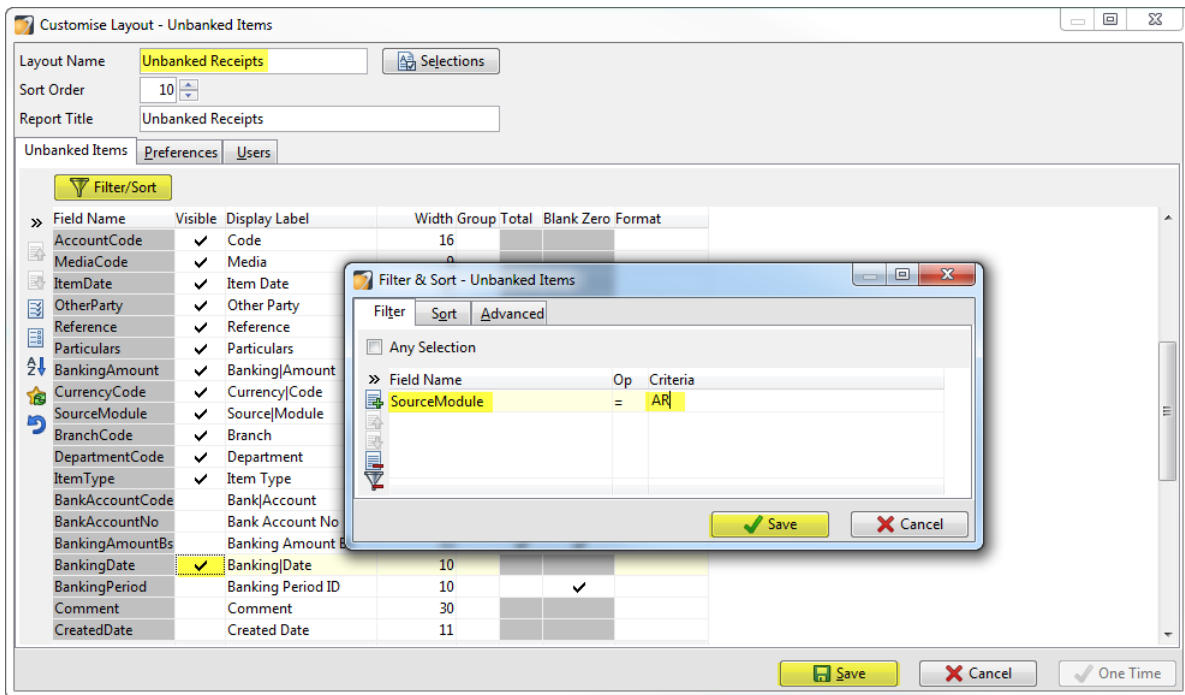 Customise Layout - Unbanked Items
Layout Name Unbanked Receipts Selections
Sort Order 10
Report Title Unbanked Receipts
Unbanked Items Preferences Users
Filter/Sort
Field Name Visible Display Label Width Group Total Blank Zero Format
AccountCode Code 16
MediaCode Media 9
ItemDate Item Date
OtherParty Other Party
Reference Reference
Particulars Particulars
BankingAmount Banking|Amount
CurrencyCode Currency|Code
SourceModule Source|Module
BranchCode Branch
DepartmentCode Department
ItemType Item Type
BankAccountCode Bank|Account
BankAccountNo Bank Account No
BankingAmountBs Banking Amount B
BankingDate Banking|Date 10
BankingPeriod Banking Period ID 10
Comment Comment 30
CreatedDate Created Date 11
Filter & Sort - Unbanked Items
Filter Sort Advanced
Any Selection
Field Name Op Criteria
SourceModule = AR
Save Cancel
Save Cancel One Time